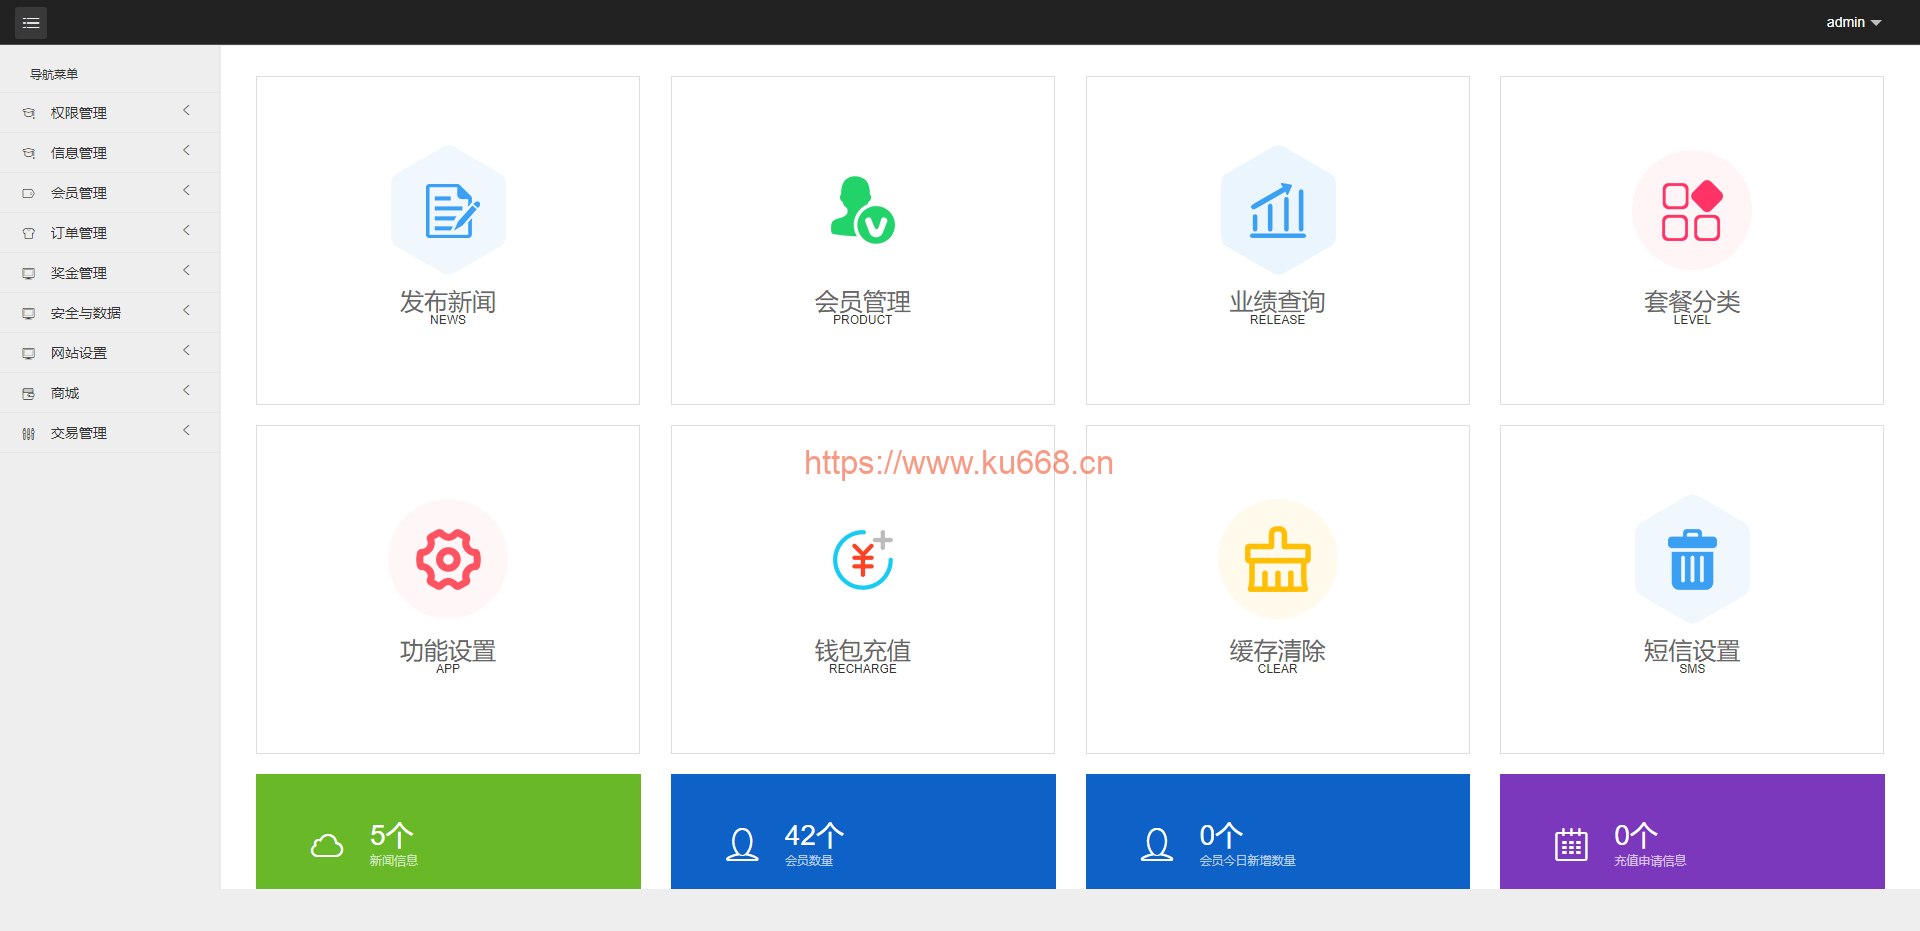 admin
导航菜单
权限管理
信息管理
会员管理
订单管理
奖金管理
安全与数据
网站设置
商城
交易管理
发布新闻
NEWS
会员管理
PRODUCT
业绩查询
RELEASE
套餐分类
LEVEL
https://www.ku668.cn
功能设置
APP
钱包充值
RECHARGE
缓存清除
CLEAR
短信设置
SMS
5个
新闻信息
42个
会员数量
0个
会员今日新增数量
0个
充值申请信息